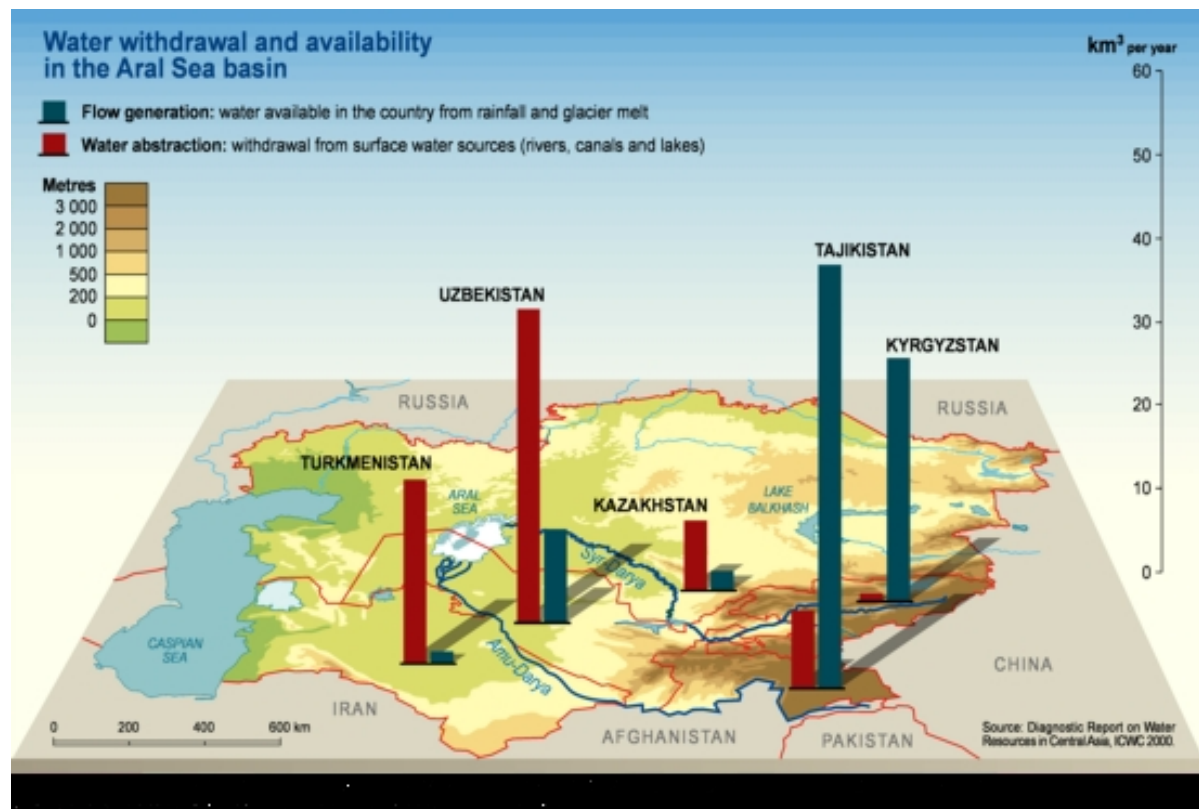 Water withdrawal and availability
in the Aral Sea basin
km³ per year
Flow generation: water available in the country from rainfall and glacier melt
Water abstraction: withdrawal from surface water sources (rivers, canals and lakes)
Metres
3 000
2 000
1 000
500
200
0
60
50
40
30
20
10
0
TAJIKISTAN
UZBEKISTAN
KYRGYZSTAN
RUSSIA
RUSSIA
TURKMENISTAN
ARAL
SEA
KAZAKHSTAN
LAKE
BALKHASH
Syr-Darya
Amu-Darya
CASPIAN
SEA
CHINA
IRAN
AFGHANISTAN
PAKISTAN
0 200 400 600 km
Source: Diagnostic Report on Water
Resources in Central Asia, ICWC 2000.